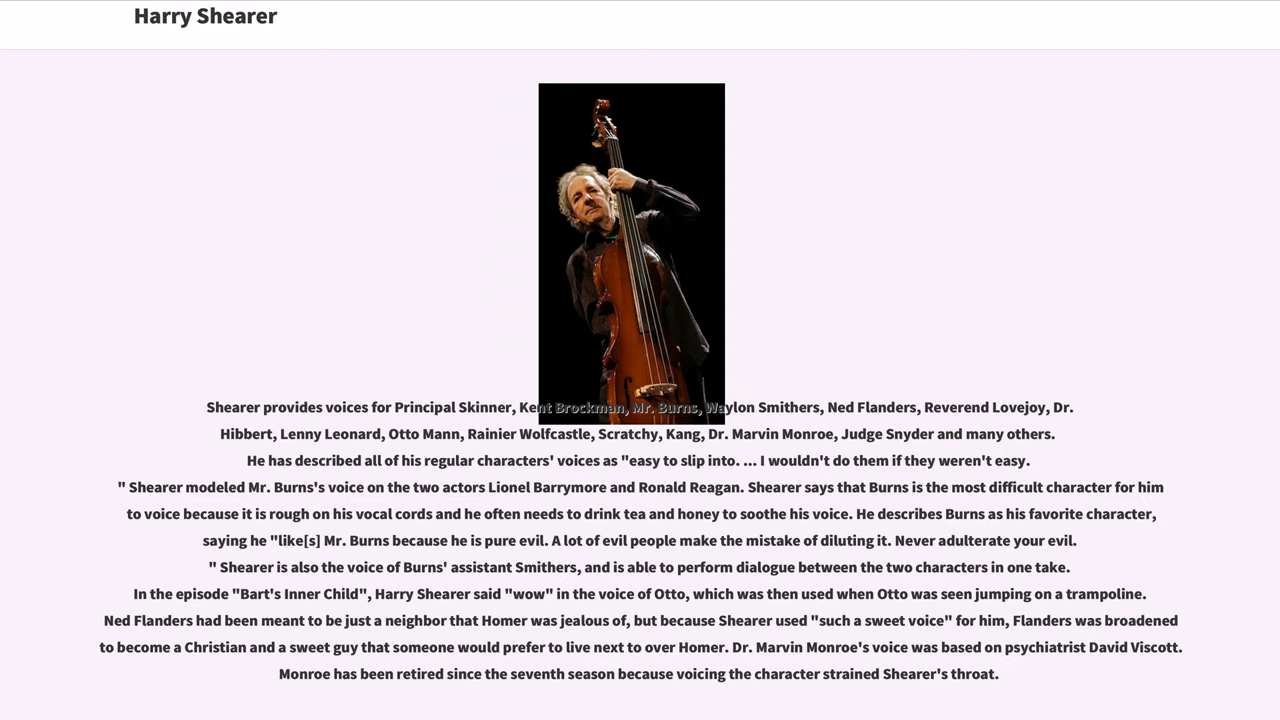 Harry Shearer
Shearer provides voices for Principal Skinner, Kent Brockman, Mr. Burns, Waylon Smithers, Ned Flanders, Reverend Lovejoy, Dr.
Hibbert, Lenny Leonard, Otto Mann, Rainier Wolfcastle, Scratchy, Kang, Dr. Marvin Monroe, Judge Snyder and many others.
He has described all of his regular characters' voices as "easy to slip into. ... I wouldn't do them if they weren't easy.
" Shearer modeled Mr. Burns's voice on the two actors Lionel Barrymore and Ronald Reagan. Shearer says that Burns is the most difficult character for him
to voice because it is rough on his vocal cords and he often needs to drink tea and honey to soothe his voice. He describes Burns as his favorite character,
saying he "like[s] Mr. Burns because he is pure evil. A lot of evil people make the mistake of diluting it. Never adulterate your evil.
" Shearer is also the voice of Burns' assistant Smithers, and is able to perform dialogue between the two characters in one take.
In the episode "Bart's Inner Child", Harry Shearer said "wow" in the voice of Otto, which was then used when Otto was seen jumping on a trampoline.
Ned Flanders had been meant to be just a neighbor that Homer was jealous of, but because Shearer used "such a sweet voice" for him, Flanders was broadened
to become a Christian and a sweet guy that someone would prefer to live next to over Homer. Dr. Marvin Monroe's voice was based on psychiatrist David Viscott.
Monroe has been retired since the seventh season because voicing the character strained Shearer's throat.